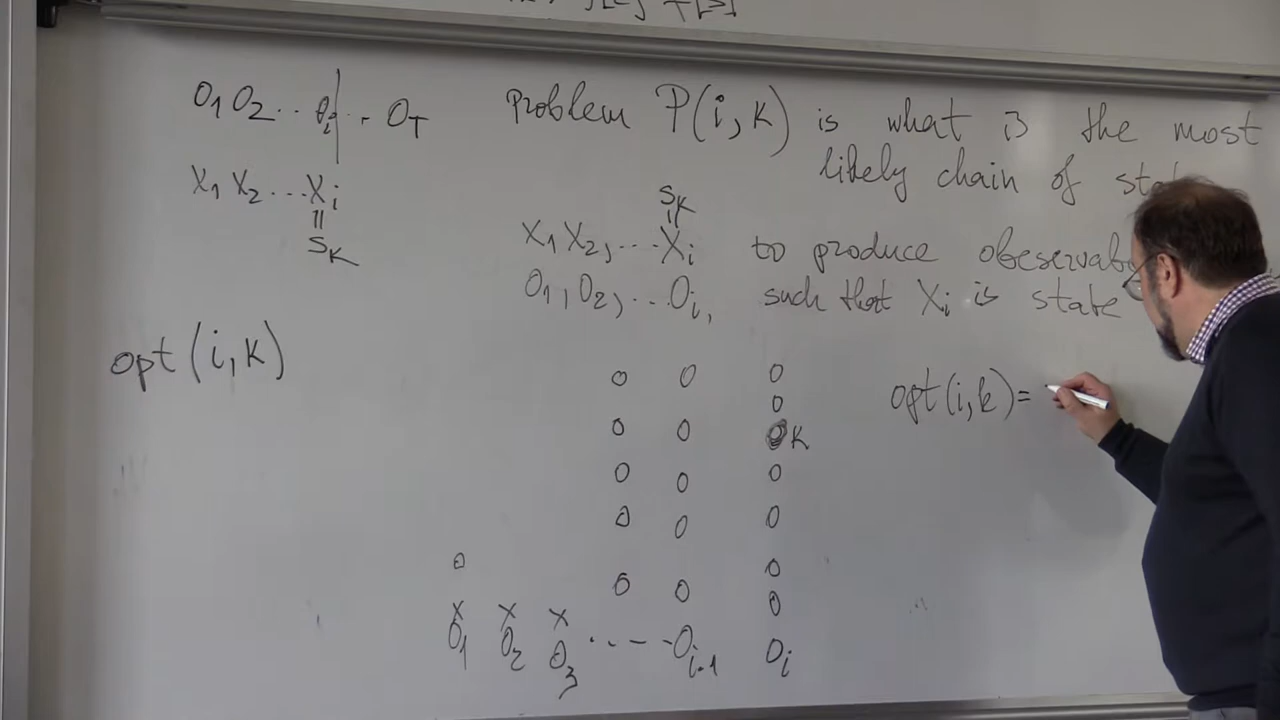 O1 O2 .. Oi .. OT
problem P(i,k) is what is the most
likely chain of
X1 X2 ... Xi
=
SK
SK
=
X1 X2, ... Xi to produce
O1, O2, ... Oi, such that Xi is state
opt(i,k)
opt(i,k)=
K
x x x
O1 O2 O3 ... Oi-1 Oi